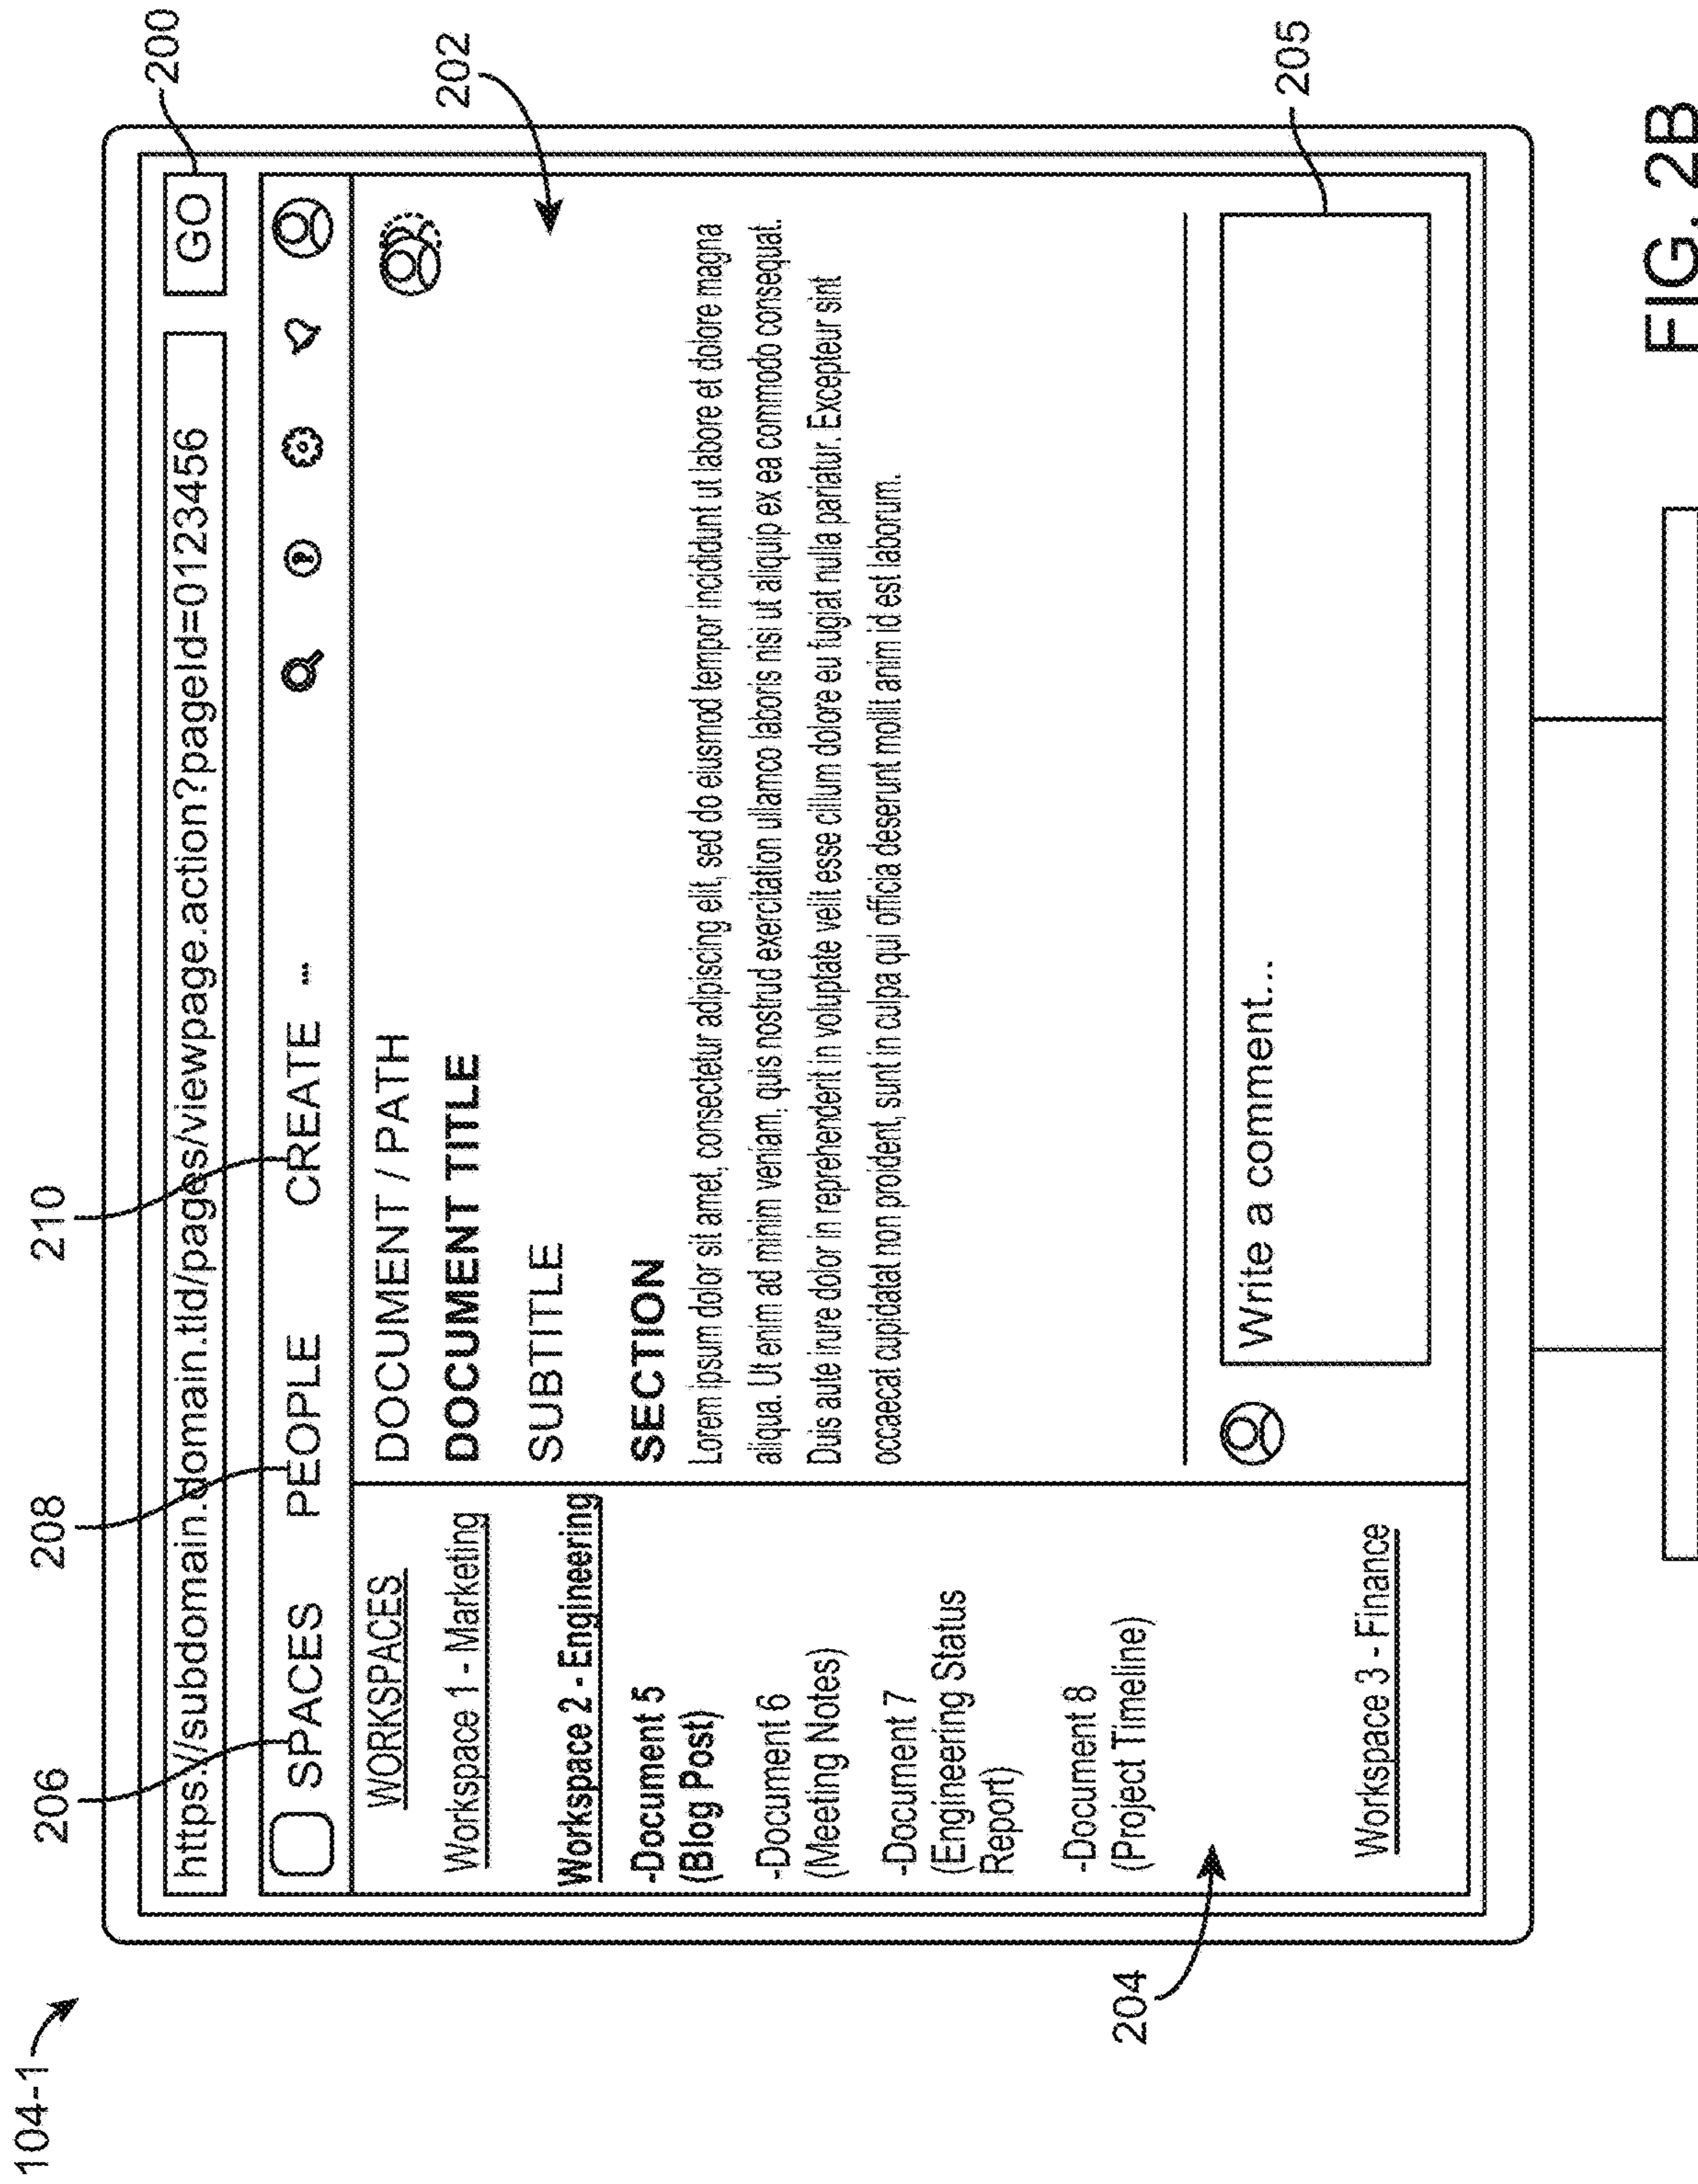 104-1
206
208
210
https://subdomain.domain.tld/pages/viewpage.action?pageId=0123456
GO
200
SPACES
PEOPLE
CREATE
...
?
WORKSPACES
Workspace 1 - Marketing
Workspace 2 - Engineering
-Document 5
(Blog Post)
-Document 6
(Meeting Notes)
-Document 7
(Engineering Status
Report)
-Document 8
(Project Timeline)
Workspace 3 - Finance
204
DOCUMENT / PATH
DOCUMENT TITLE
202
SUBTITLE
SECTION
Lorem ipsum dolor sit amet, consectetur adipiscing elit, sed do eiusmod tempor incididunt ut labore et dolore magna
aliqua. Ut enim ad minim veniam, quis nostrud exercitation ullamco laboris nisi ut aliquip ex ea commodo consequat.
Duis aute irure dolor in reprehenderit in voluptate velit esse cillum dolore eu fugiat nulla pariatur. Excepteur sint
occaecat cupidatat non proident, sunt in culpa qui officia deserunt mollit anim id est laborum.
Write a comment...
205
FIG. 2B